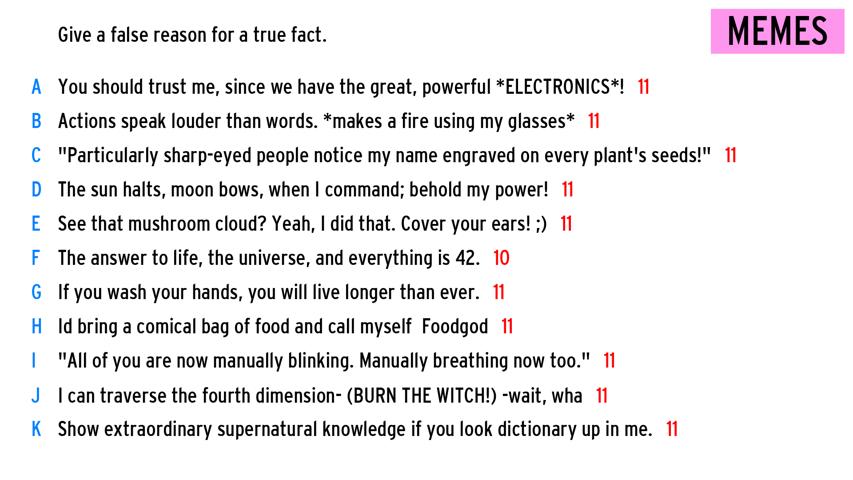 Give a false reason for a true fact.
MEMES
A You should trust me, since we have the great, powerful *ELECTRONICS*! 11
B Actions speak louder than words. *makes a fire using my glasses* 11
C "Particularly sharp-eyed people notice my name engraved on every plant's seeds!" 11
D The sun halts, moon bows, when I command; behold my power! 11
E See that mushroom cloud? Yeah, I did that. Cover your ears! ;) 11
F The answer to life, the universe, and everything is 42. 10
G If you wash your hands, you will live longer than ever. 11
H Id bring a comical bag of food and call myself  Foodgod 11
I "All of you are now manually blinking. Manually breathing now too." 11
J I can traverse the fourth dimension- (BURN THE WITCH!) -wait, wha 11
K Show extraordinary supernatural knowledge if you look dictionary up in me. 11